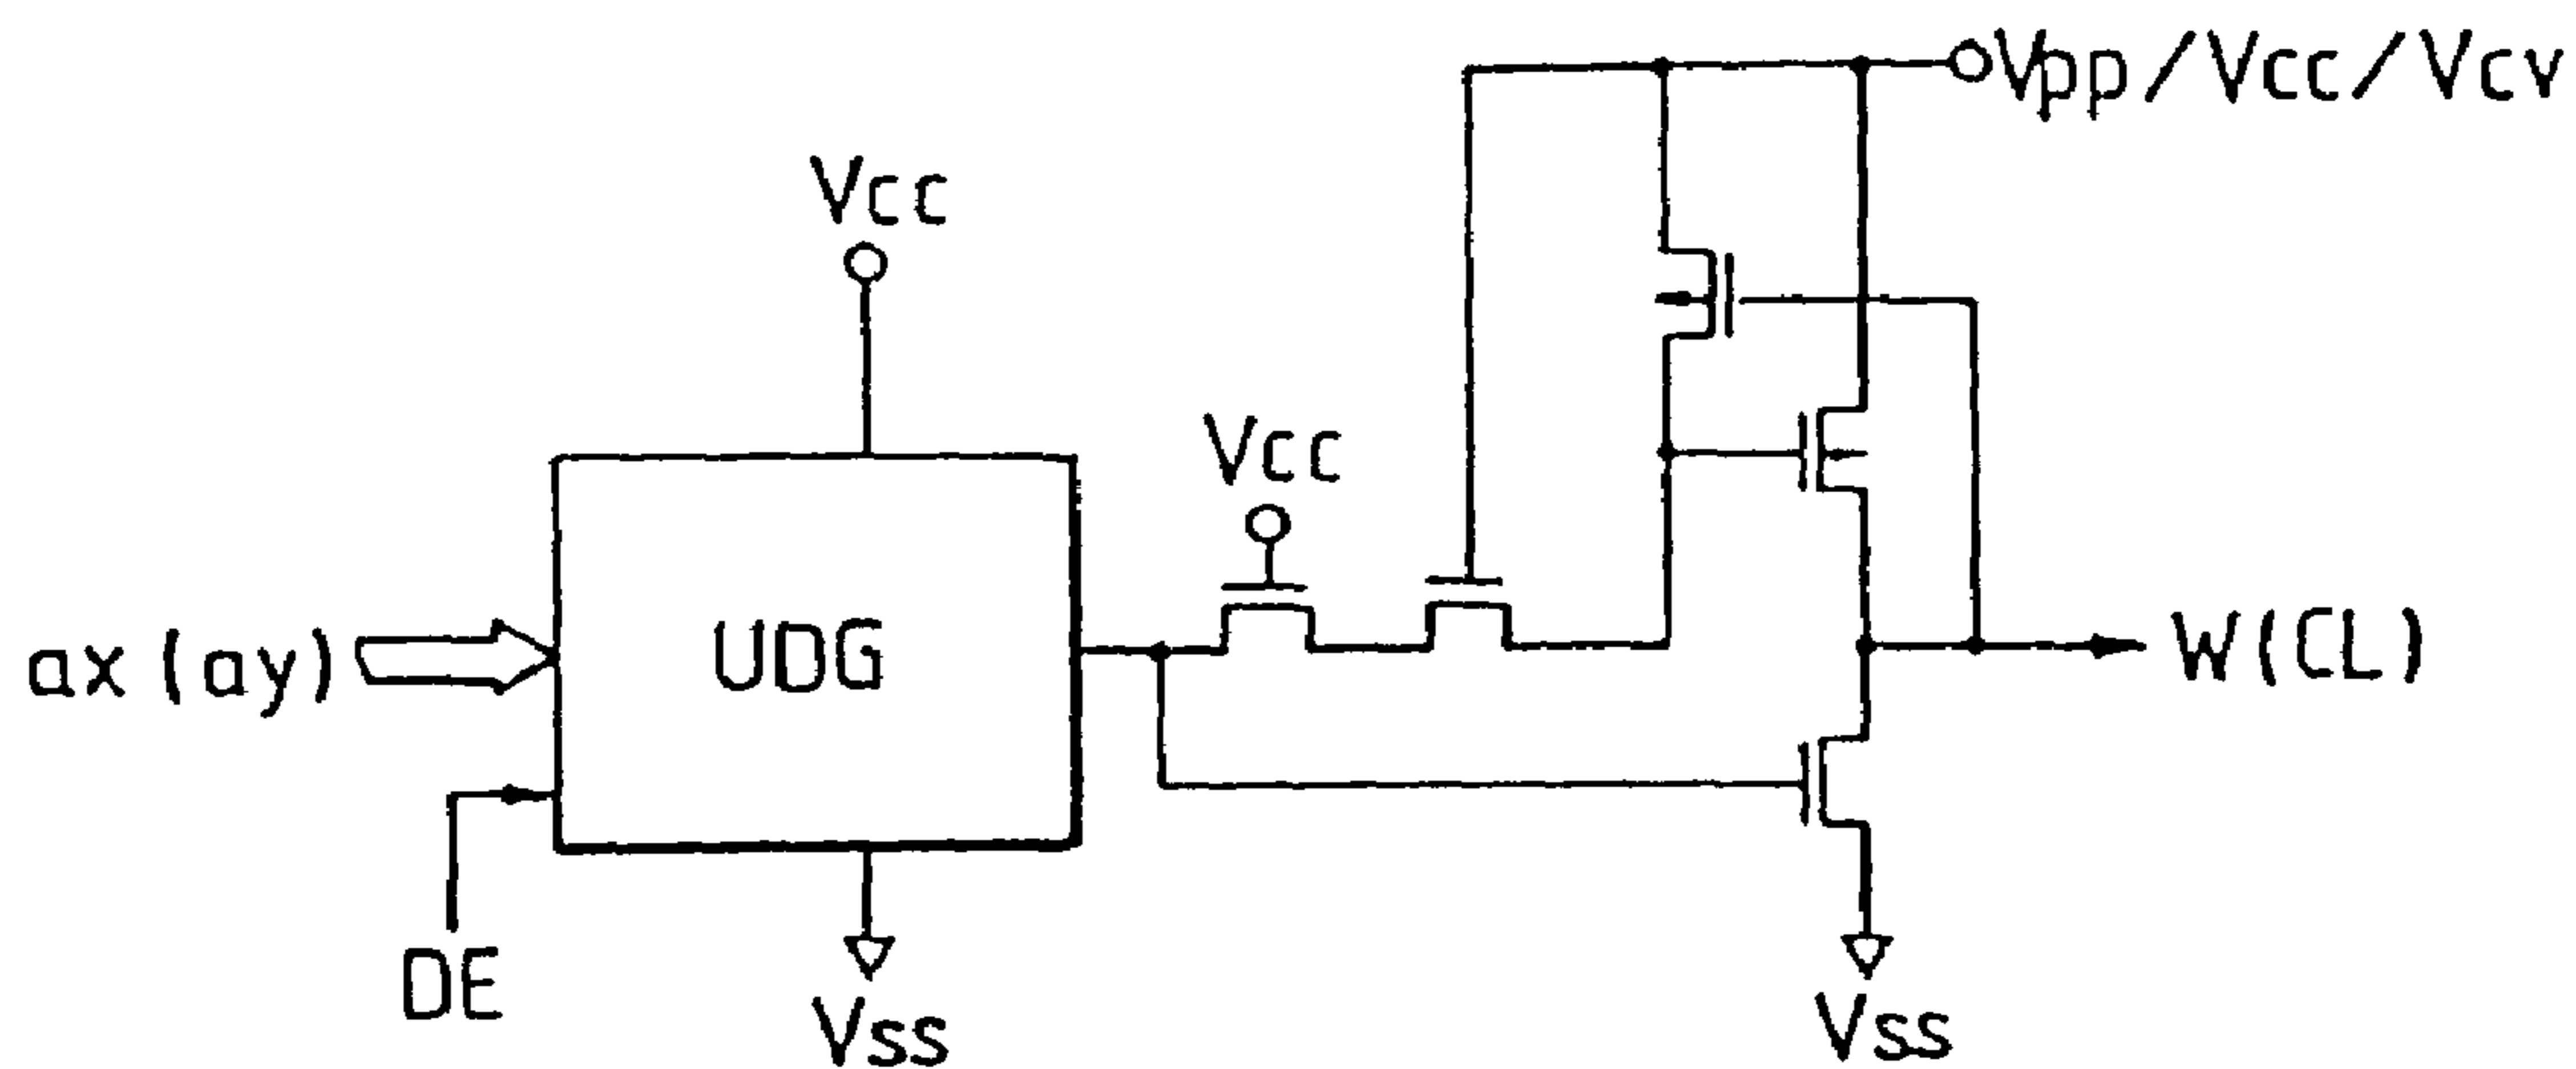 Vpp/Vcc/Vcv
Vcc
Vcc
UDG
ax(ay)
W(CL)
DE
Vss
Vss